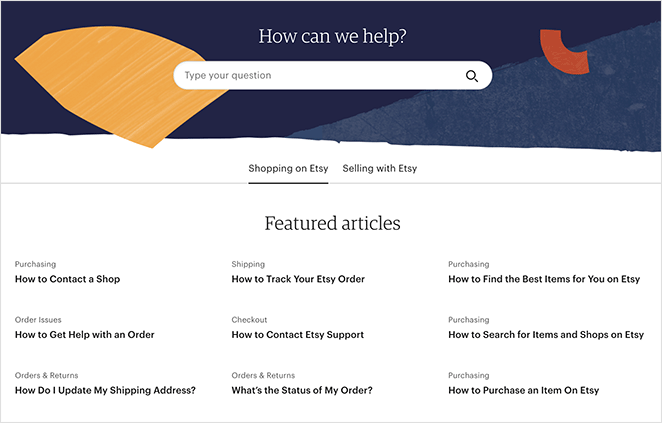 How can we help?
Type your question
Shopping on Etsy
Selling with Etsy
Featured articles
Purchasing
How to Contact a Shop
Shipping
How to Track Your Etsy Order
Purchasing
How to Find the Best Items for You on Etsy
Order Issues
How to Get Help with an Order
Checkout
How to Contact Etsy Support
Purchasing
How to Search for Items and Shops on Etsy
Orders & Returns
How Do I Update My Shipping Address?
Orders & Returns
What's the Status of My Order?
Purchasing
How to Purchase an Item On Etsy